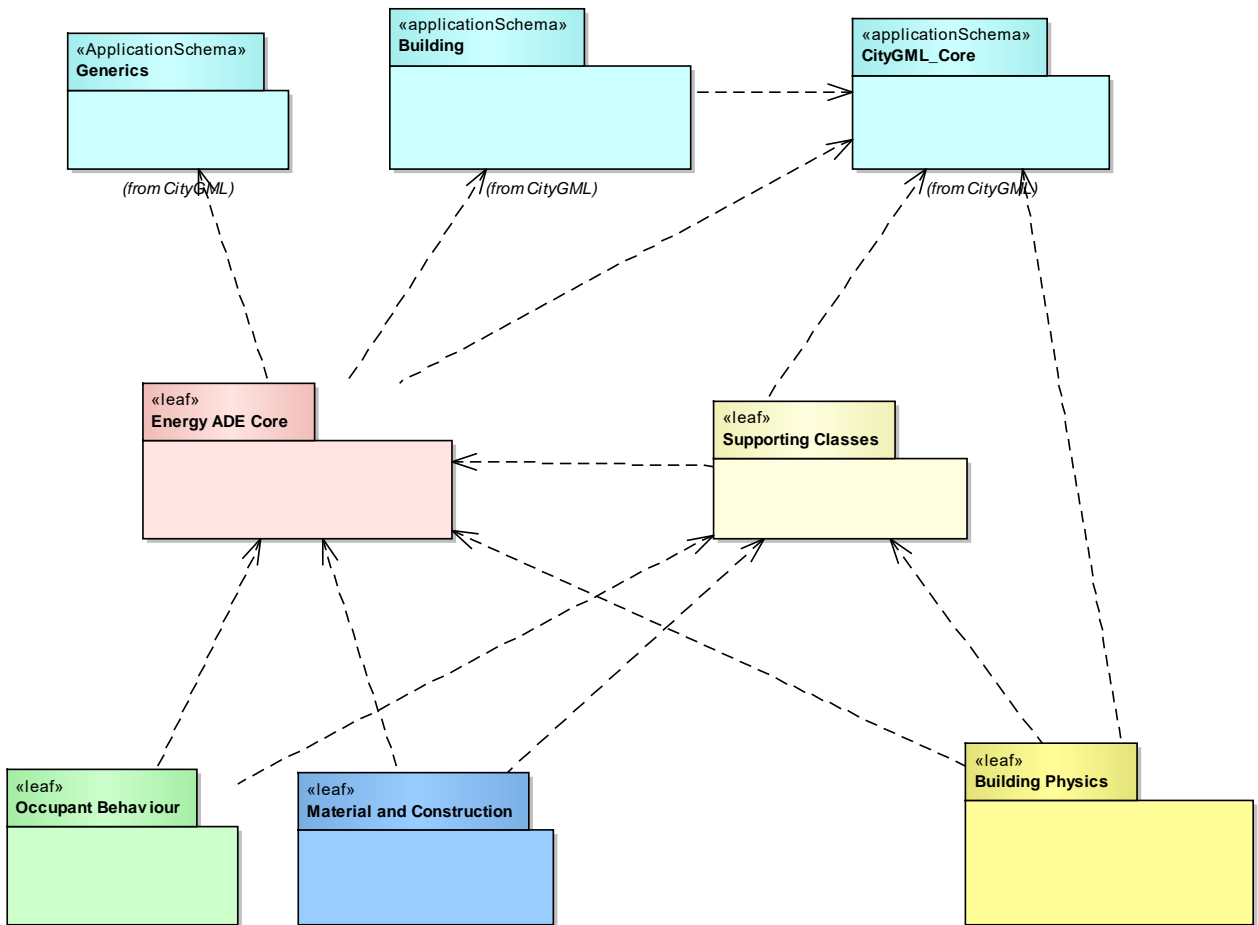 «ApplicationSchema»
Generics
(from CityGML)
«applicationSchema»
Building
(from CityGML)
«applicationSchema»
CityGML_Core
(from CityGML)
«leaf»
Energy ADE Core
«leaf»
Supporting Classes
«leaf»
Occupant Behaviour
«leaf»
Material and Construction
«leaf»
Building Physics